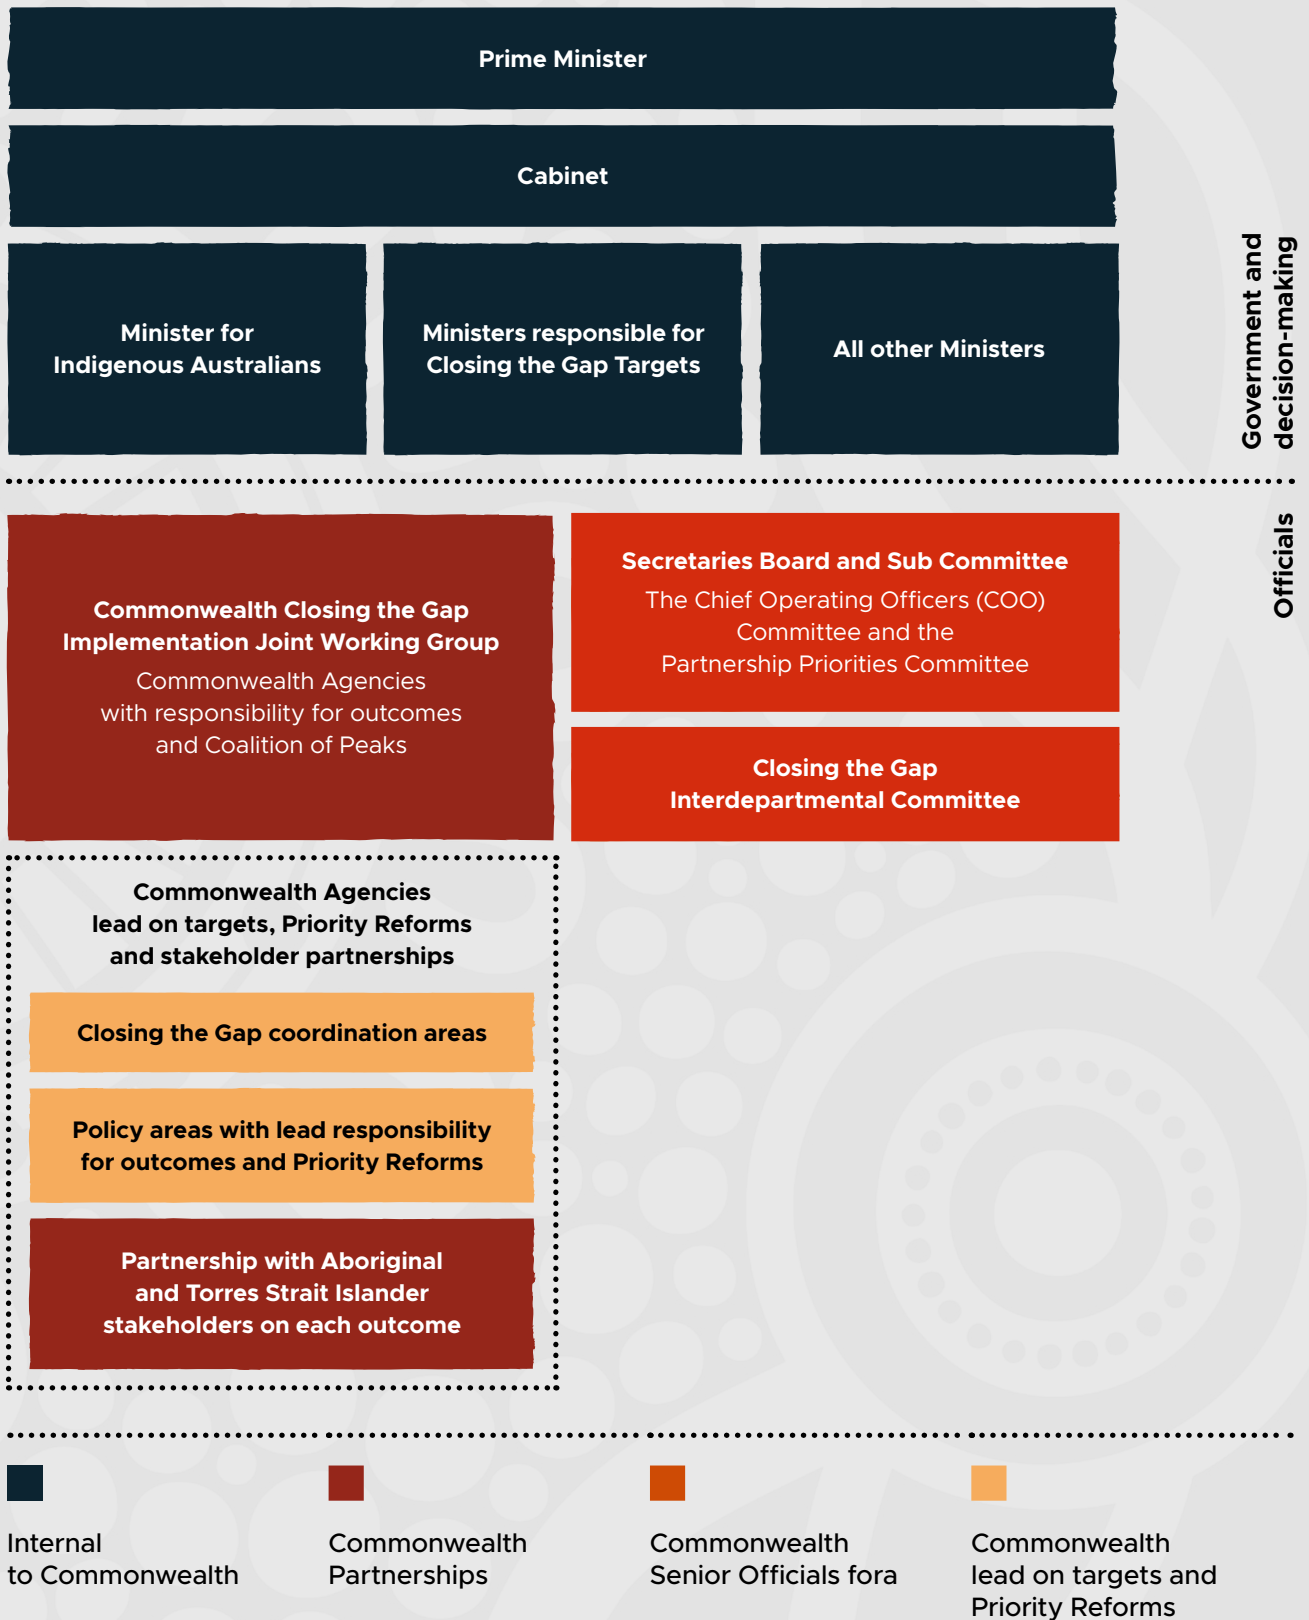 Prime Minister
Cabinet
Minister for
Indigenous Australians
Ministers responsible for
Closing the Gap Targets
All other Ministers
Government and
decision-making
Commonwealth Closing the Gap
Implementation Joint Working Group
Commonwealth Agencies
with responsibility for outcomes
and Coalition of Peaks
Secretaries Board and Sub Committee
The Chief Operating Officers (COO)
Committee and the
Partnership Priorities Committee
Closing the Gap
Interdepartmental Committee
Officials
Commonwealth Agencies
lead on targets, Priority Reforms
and stakeholder partnerships
Closing the Gap coordination areas
Policy areas with lead responsibility
for outcomes and Priority Reforms
Partnership with Aboriginal
and Torres Strait Islander
stakeholders on each outcome
Internal
to Commonwealth
Commonwealth
Partnerships
Commonwealth
Senior Officials fora
Commonwealth
lead on targets and
Priority Reforms